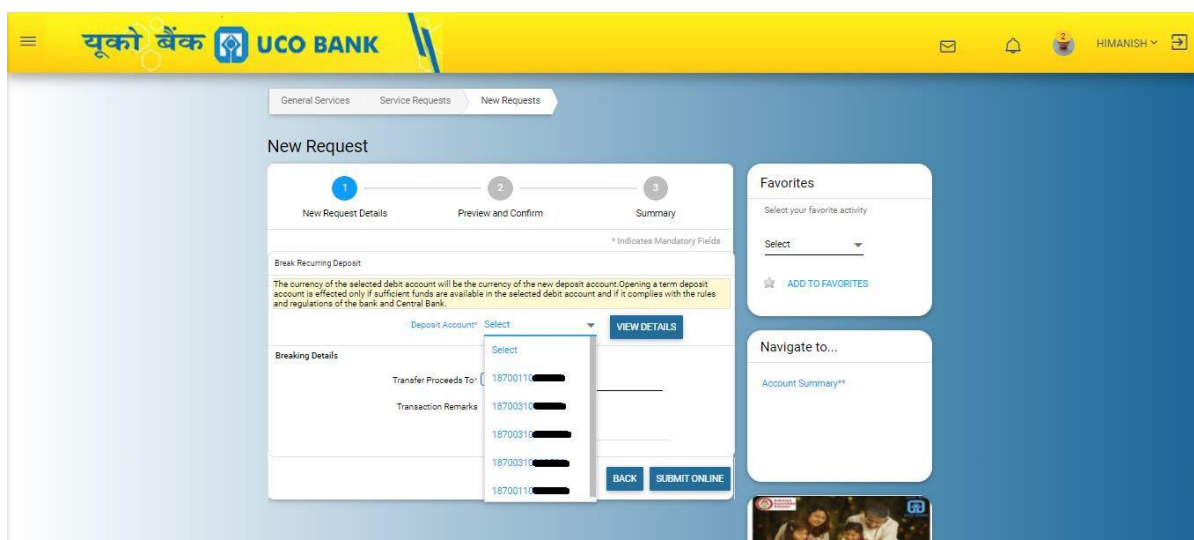 यूको बैंक UCO BANK
2
HIMANISH
General Services Service Requests New Requests
New Request
1 2 3
New Request Details Preview and Confirm Summary
* Indicates Mandatory Fields
Break Recurring Deposit
The currency of the selected debit account will be the currency of the new deposit account.Opening a term deposit
account is effected only if sufficient funds are available in the selected debit account and if it complies with the rules
and regulations of the bank and Central Bank.
Deposit Account* Select VIEW DETAILS
Select
18700110
18700310
18700310
18700310
18700110
Breaking Details
Transfer Proceeds To*
Transaction Remarks
BACK SUBMIT ONLINE
Favorites
Select your favorite activity
Select
ADD TO FAVORITES
Navigate to...
Account Summary**